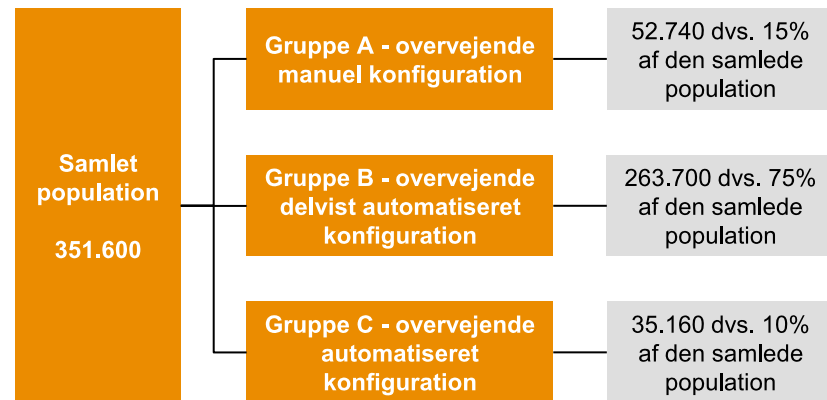 Samlet
population
351.600
Gruppe A - overvejende
manuel konfiguration
52.740 dvs. 15%
af den samlede
population
Gruppe B - overvejende
delvist automatiseret
konfiguration
263.700 dvs. 75%
af den samlede
population
Gruppe C - overvejende
automatiseret
konfiguration
35.160 dvs. 10%
af den samlede
population